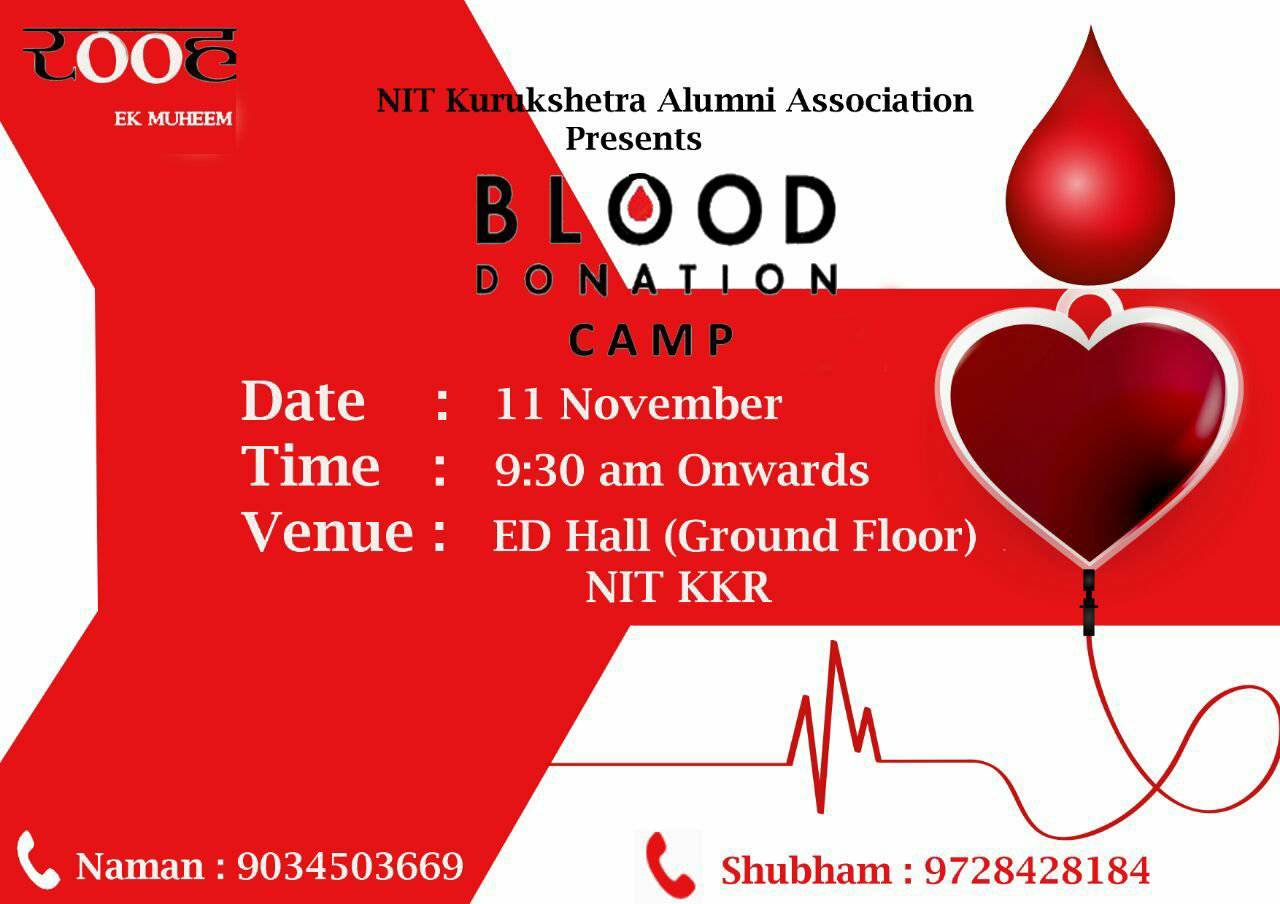 रooह
EK MUHEEM
NIT Kurukshetra Alumni Association
Presents
BLOOD
DONATION
CAMP
Date : 11 November
Time : 9:30 am Onwards
Venue : ED Hall (Ground Floor)
NIT KKR
Naman : 9034503669
Shubham : 9728428184